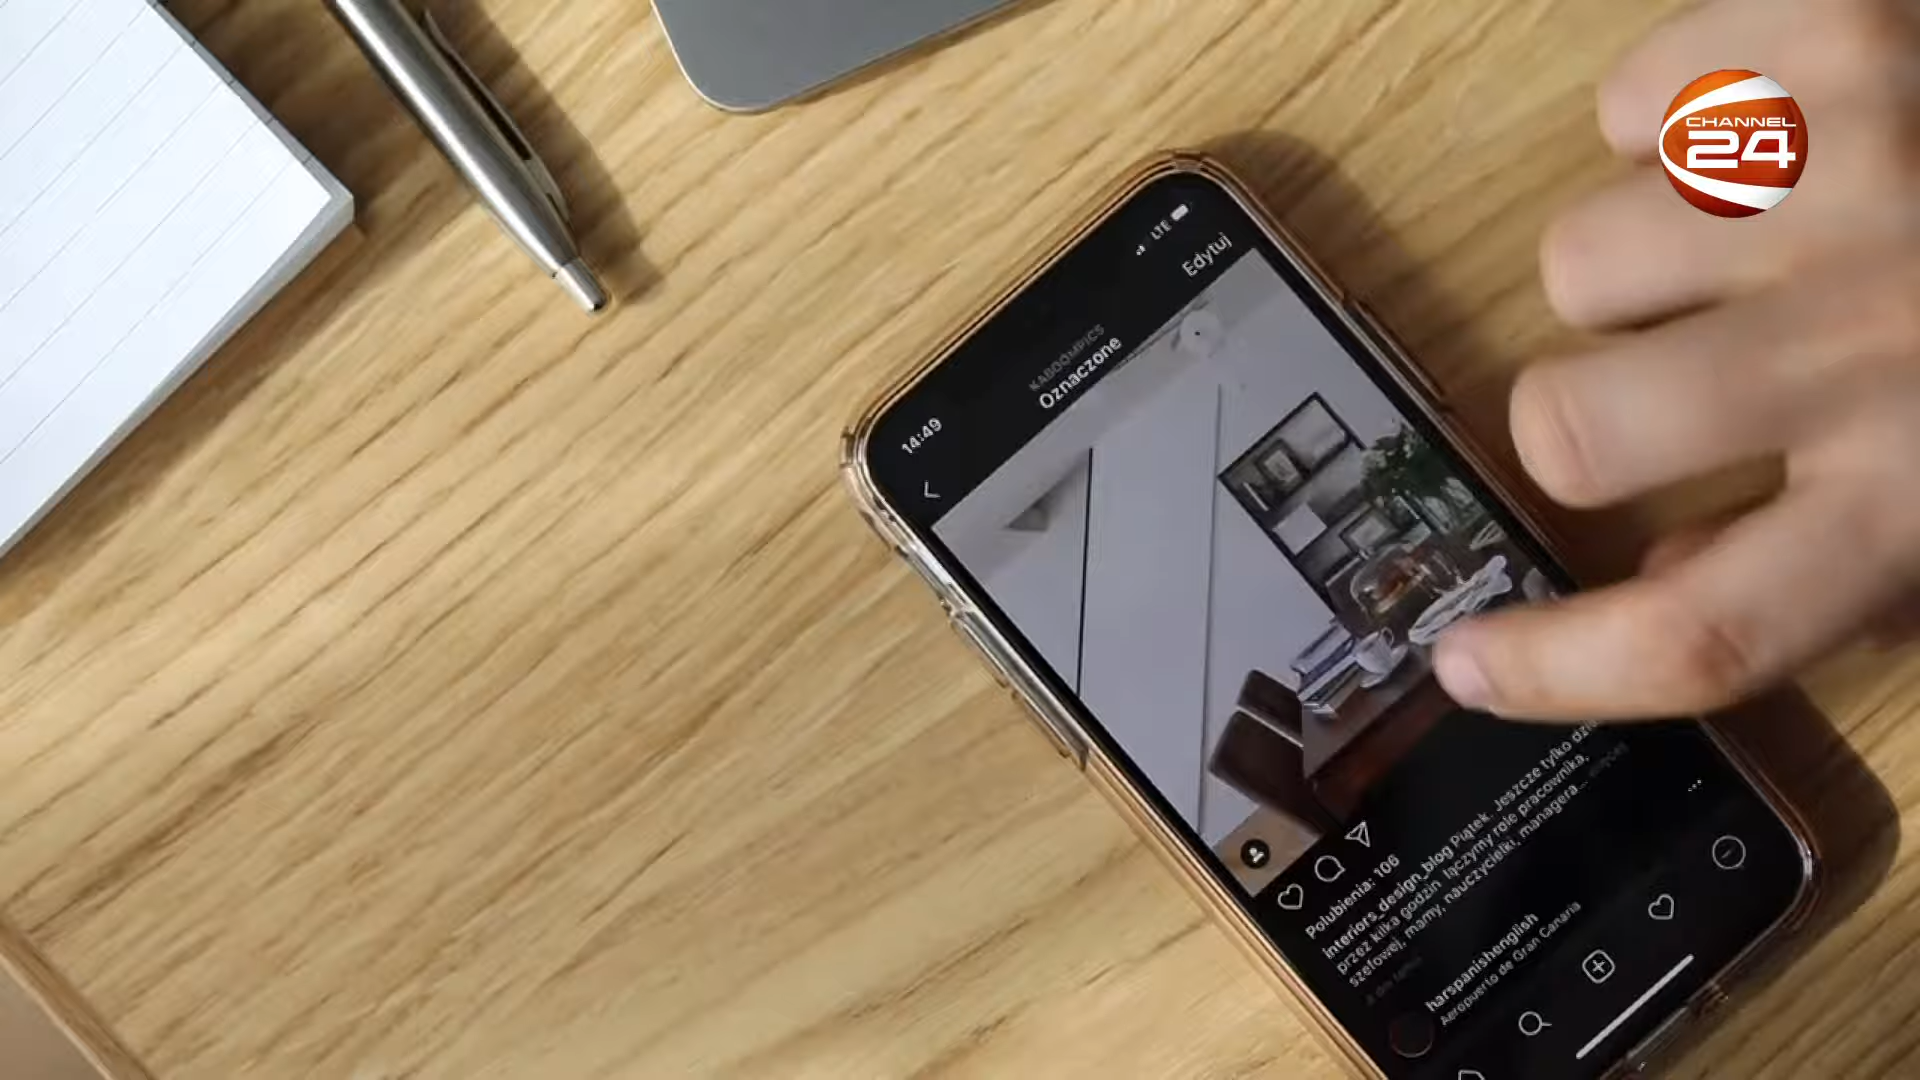 CHANNEL
24
LTE
14:49
Edytuj
KABOOMPICS
Oznaczone
Polubienia: 106
interiors_design_blog Piątek. Jeszcze tylko
przez kilka godzin łączymy role pracownika,
szefowej, mamy, nauczycielki, managera... więcej
harspanishenglish
Aeropuerto de Gran Canaria